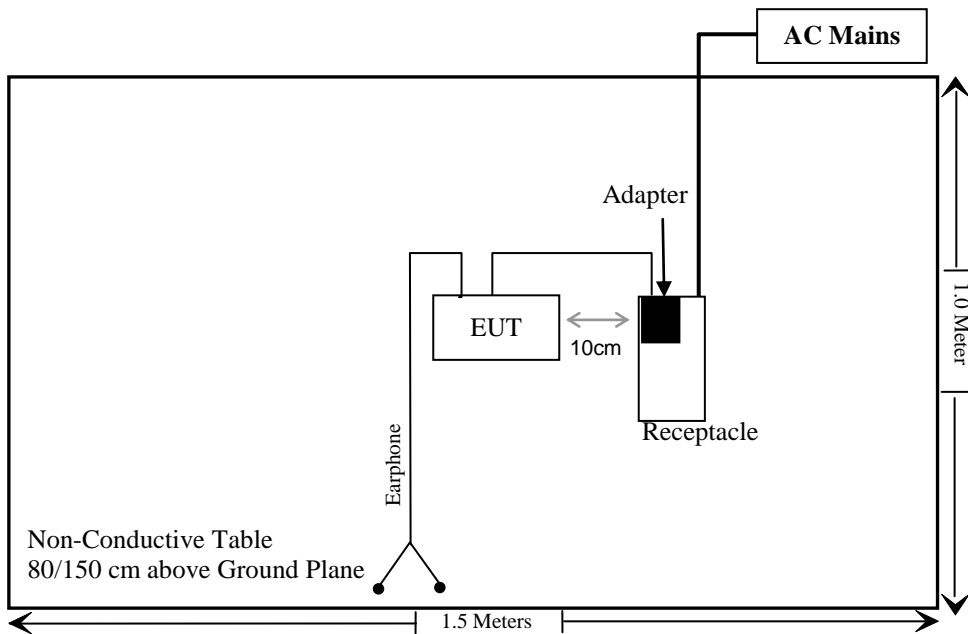 AC Mains
Adapter
EUT
10cm
Receptacle
Earphone
1.0 Meter
Non-Conductive Table
80/150 cm above Ground Plane
1.5 Meters